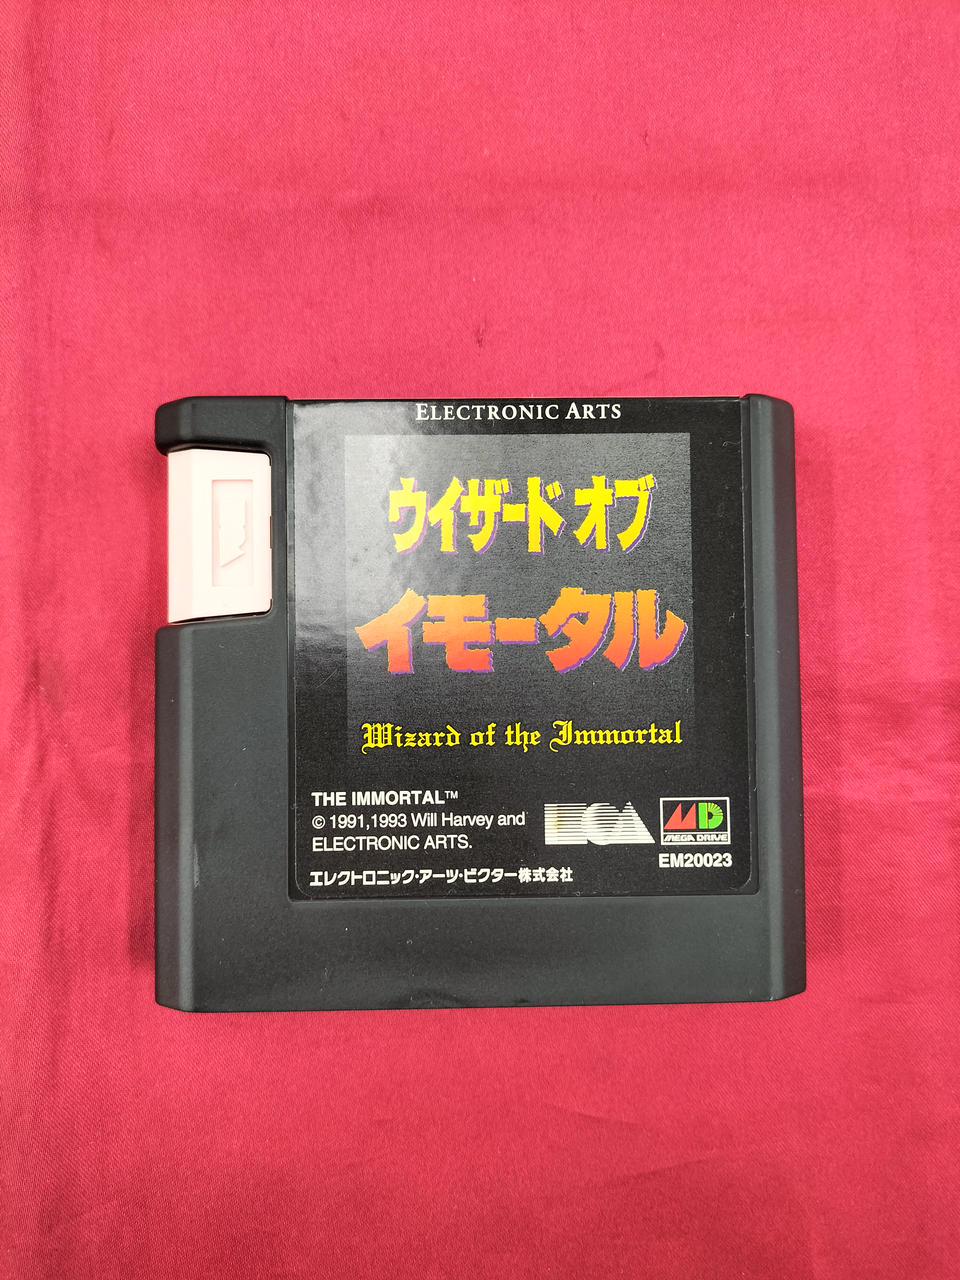 ELECTRONIC ARTS
ウイザード オブ
イモータル
Wizard of the Immortal
THE IMMORTAL™
© 1991,1993 Will Harvey and
ELECTRONIC ARTS.
エレクトロニック・アーツ・ビクター株式会社
EOA
MD
MEGA DRIVE
EM20023